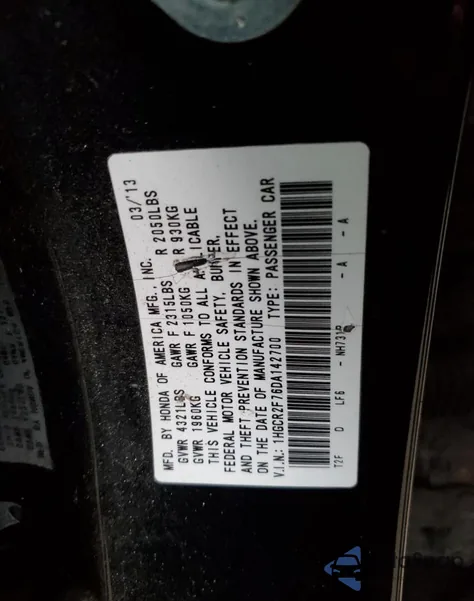 MFD. BY HONDA OF AMERICA MFG., INC. 03/'13
GVWR 4321LBS GAWR F 2315LBS R 2050LBS
GVWR 1960KG GAWR F 1050KG R 930KG
THIS VEHICLE CONFORMS TO ALL APPLICABLE
FEDERAL MOTOR VEHICLE SAFETY, BUMPER,
AND THEFT PREVENTION STANDARDS IN EFFECT
ON THE DATE OF MANUFACTURE SHOWN ABOVE.
V.I.N.: 1HGCR2F76DA142700 TYPE: PASSENGER CAR
T2F D LF6 - NH731P - A - A